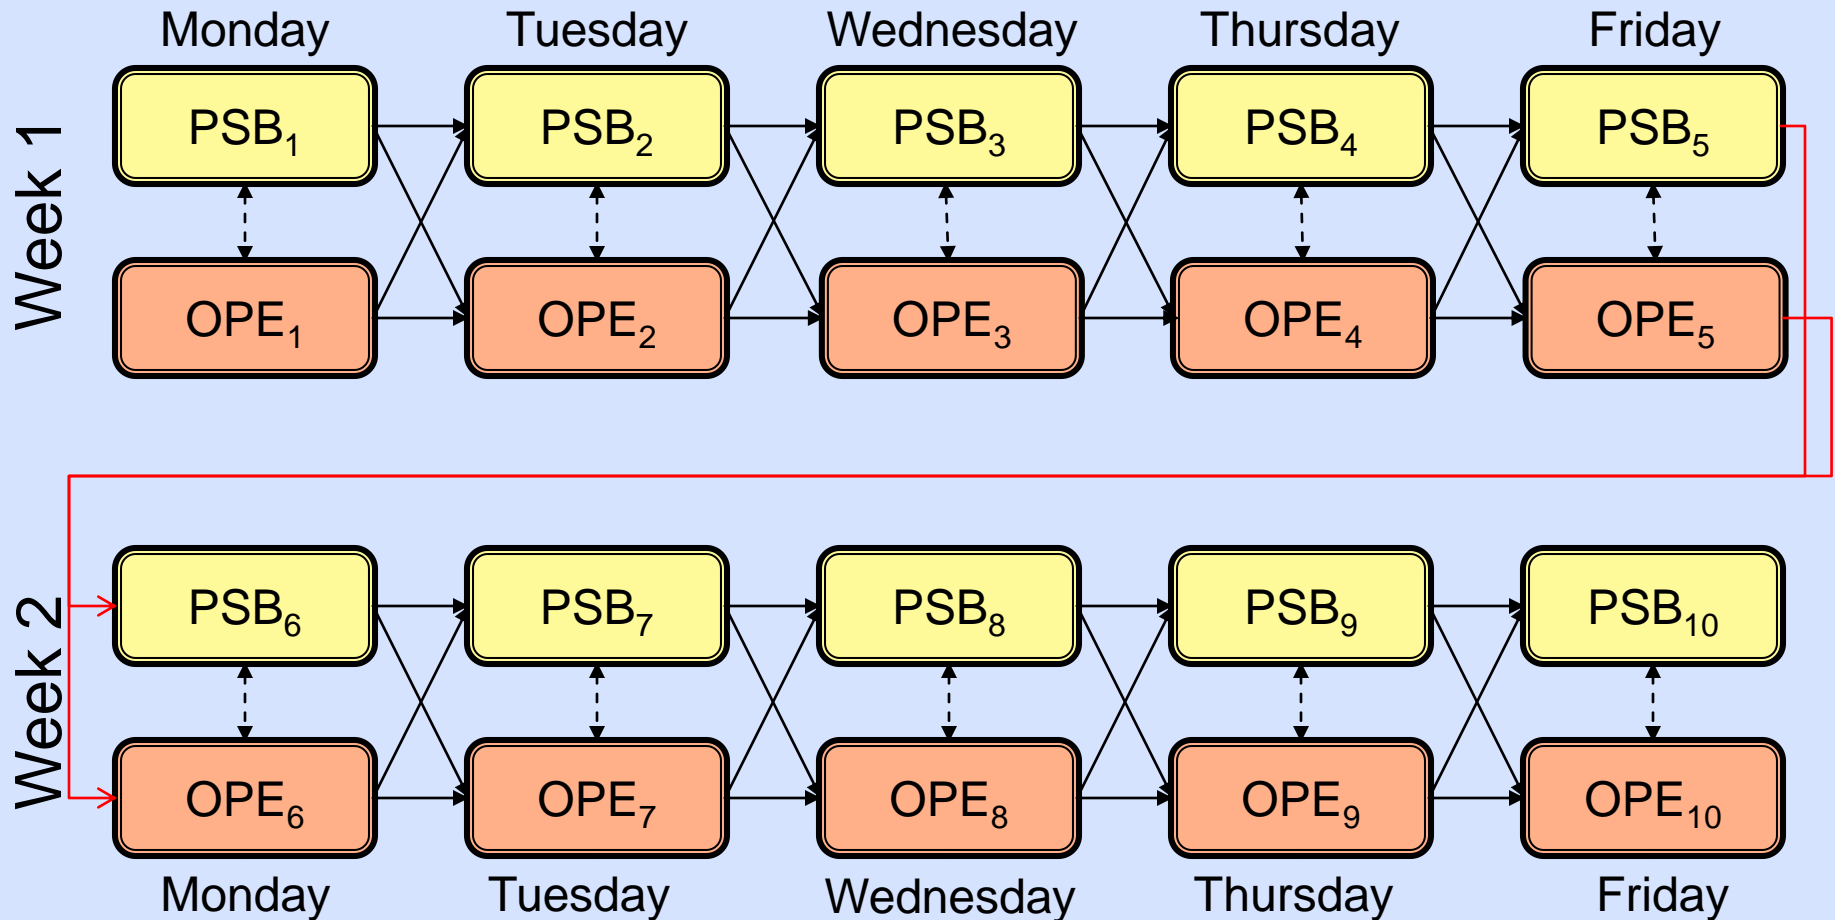 Monday Tuesday Wednesday Thursday Friday
Week 1
PSB₁ PSB₂ PSB₃ PSB₄ PSB₅
OPE₁ OPE₂ OPE₃ OPE₄ OPE₅
Week 2
PSB₆ PSB₇ PSB₈ PSB₉ PSB₁₀
OPE₆ OPE₇ OPE₈ OPE₉ OPE₁₀
Monday Tuesday Wednesday Thursday Friday